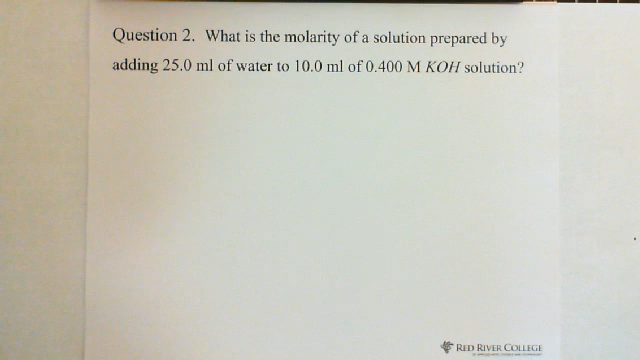 Question 2. What is the molarity of a solution prepared by
adding 25.0 ml of water to 10.0 ml of 0.400 M KOH solution?
RED RIVER COLLEGE